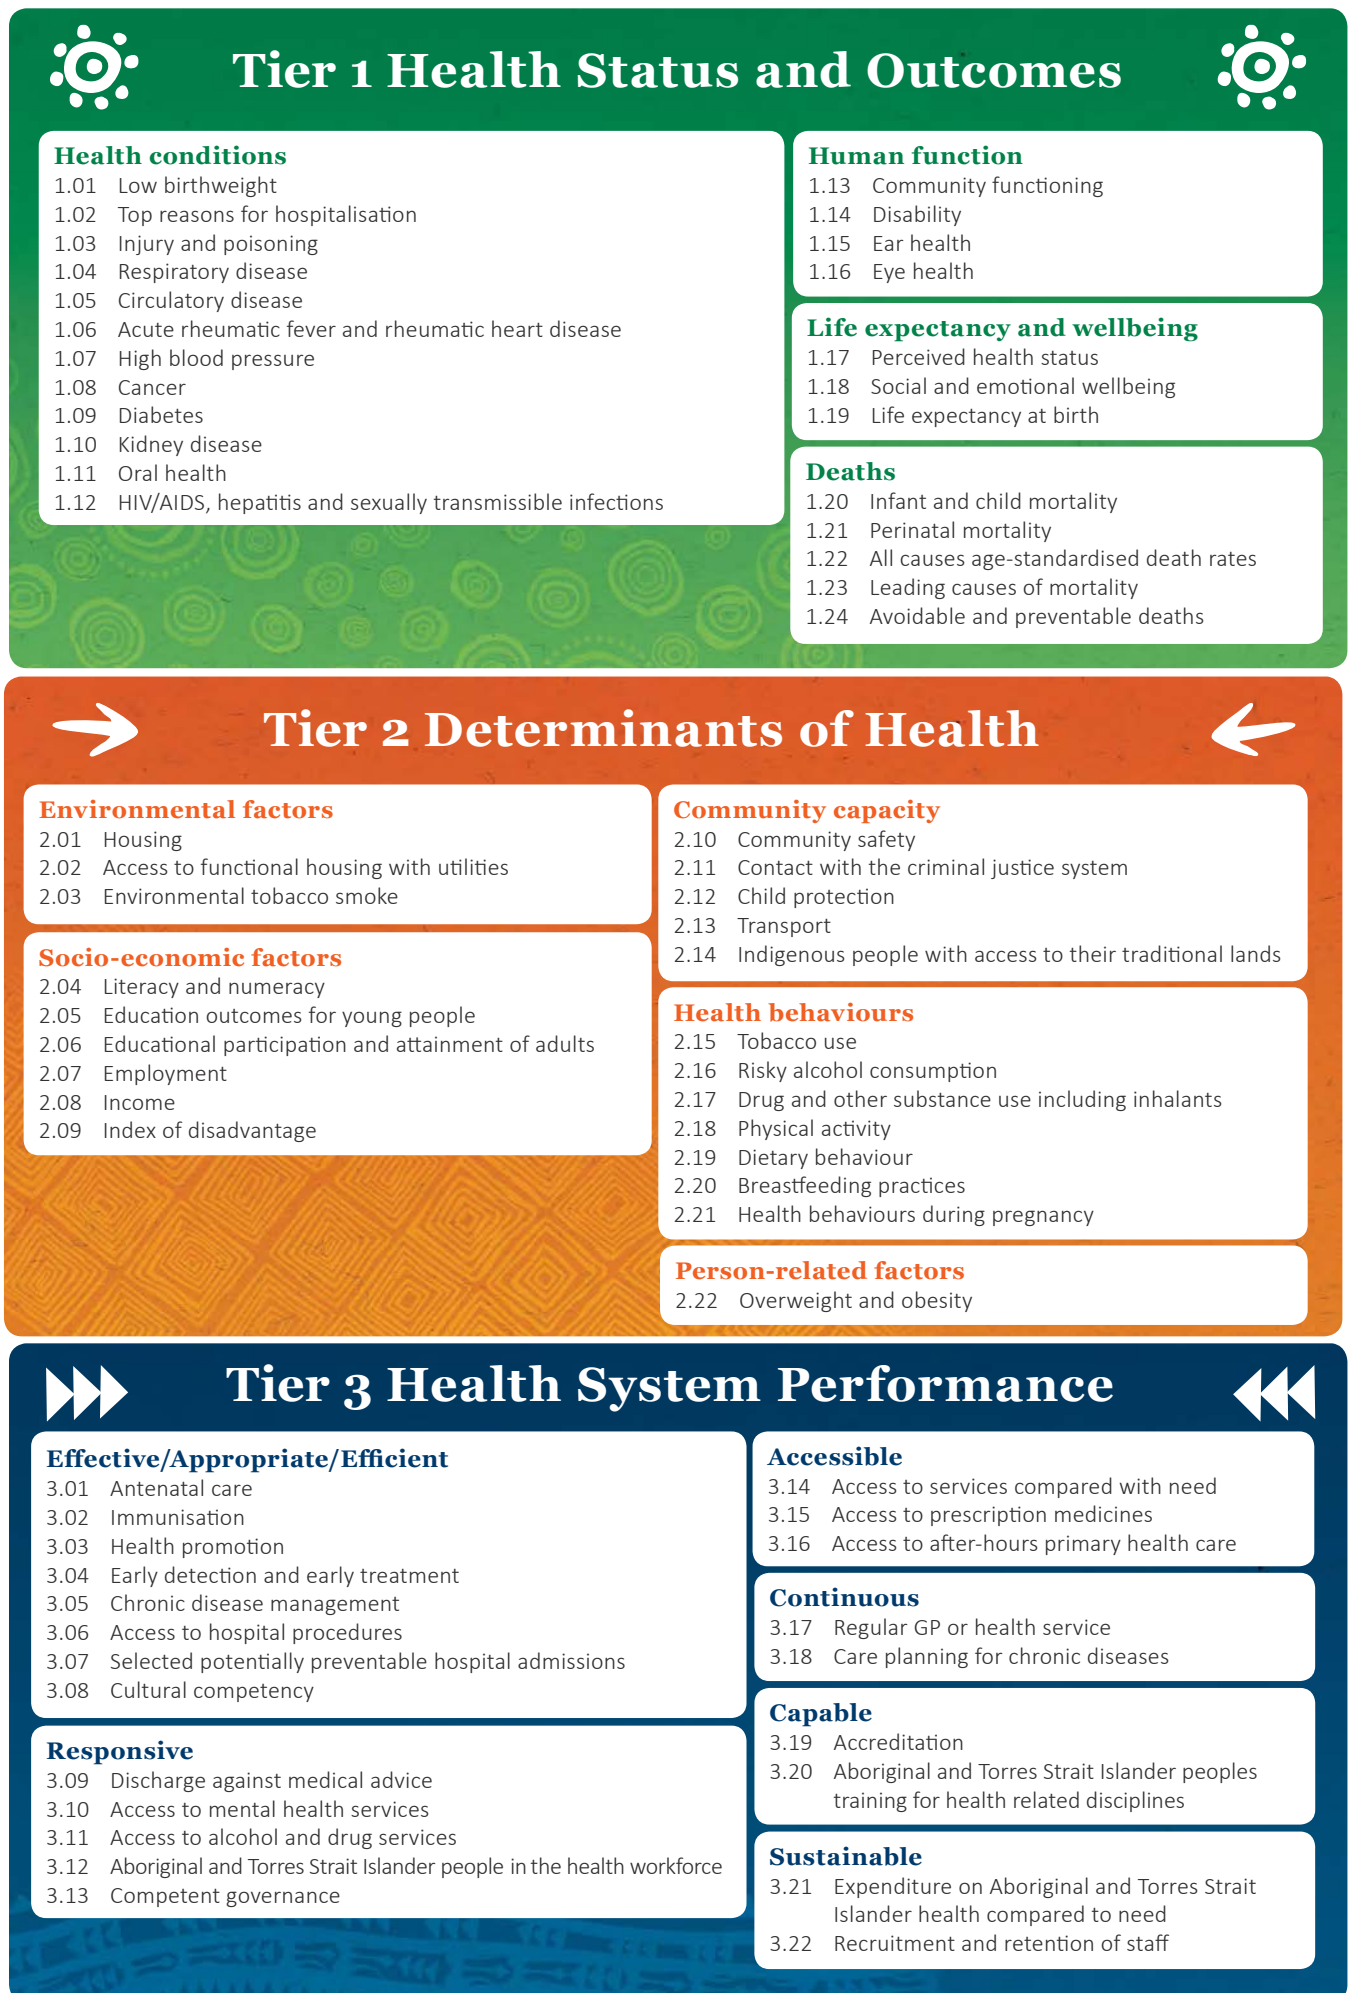 Tier 1 Health Status and Outcomes
Health conditions
1.01 Low birthweight
1.02 Top reasons for hospitalisation
1.03 Injury and poisoning
1.04 Respiratory disease
1.05 Circulatory disease
1.06 Acute rheumatic fever and rheumatic heart disease
1.07 High blood pressure
1.08 Cancer
1.09 Diabetes
1.10 Kidney disease
1.11 Oral health
1.12 HIV/AIDS, hepatitis and sexually transmissible infections
Human function
1.13 Community functioning
1.14 Disability
1.15 Ear health
1.16 Eye health
Life expectancy and wellbeing
1.17 Perceived health status
1.18 Social and emotional wellbeing
1.19 Life expectancy at birth
Deaths
1.20 Infant and child mortality
1.21 Perinatal mortality
1.22 All causes age-standardised death rates
1.23 Leading causes of mortality
1.24 Avoidable and preventable deaths
Tier 2 Determinants of Health
Environmental factors
2.01 Housing
2.02 Access to functional housing with utilities
2.03 Environmental tobacco smoke
Socio-economic factors
2.04 Literacy and numeracy
2.05 Education outcomes for young people
2.06 Educational participation and attainment of adults
2.07 Employment
2.08 Income
2.09 Index of disadvantage
Community capacity
2.10 Community safety
2.11 Contact with the criminal justice system
2.12 Child protection
2.13 Transport
2.14 Indigenous people with access to their traditional lands
Health behaviours
2.15 Tobacco use
2.16 Risky alcohol consumption
2.17 Drug and other substance use including inhalants
2.18 Physical activity
2.19 Dietary behaviour
2.20 Breastfeeding practices
2.21 Health behaviours during pregnancy
Person-related factors
2.22 Overweight and obesity
Tier 3 Health System Performance
Effective/Appropriate/Efficient
3.01 Antenatal care
3.02 Immunisation
3.03 Health promotion
3.04 Early detection and early treatment
3.05 Chronic disease management
3.06 Access to hospital procedures
3.07 Selected potentially preventable hospital admissions
3.08 Cultural competency
Responsive
3.09 Discharge against medical advice
3.10 Access to mental health services
3.11 Access to alcohol and drug services
3.12 Aboriginal and Torres Strait Islander people in the health workforce
3.13 Competent governance
Accessible
3.14 Access to services compared with need
3.15 Access to prescription medicines
3.16 Access to after-hours primary health care
Continuous
3.17 Regular GP or health service
3.18 Care planning for chronic diseases
Capable
3.19 Accreditation
3.20 Aboriginal and Torres Strait Islander peoples
training for health related disciplines
Sustainable
3.21 Expenditure on Aboriginal and Torres Strait
Islander health compared to need
3.22 Recruitment and retention of staff